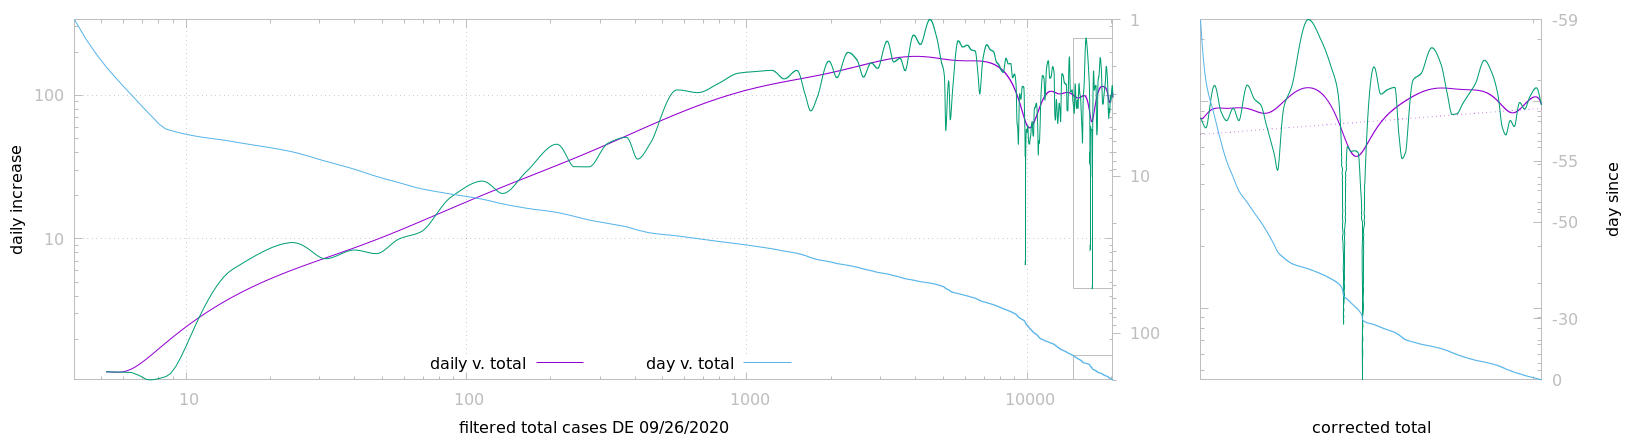 daily increase
100
10
10
100
1000
10000
1
10
100
daily v. total
day v. total
filtered total cases DE 09/26/2020
-59
-55
-50
-30
0
day since
corrected total